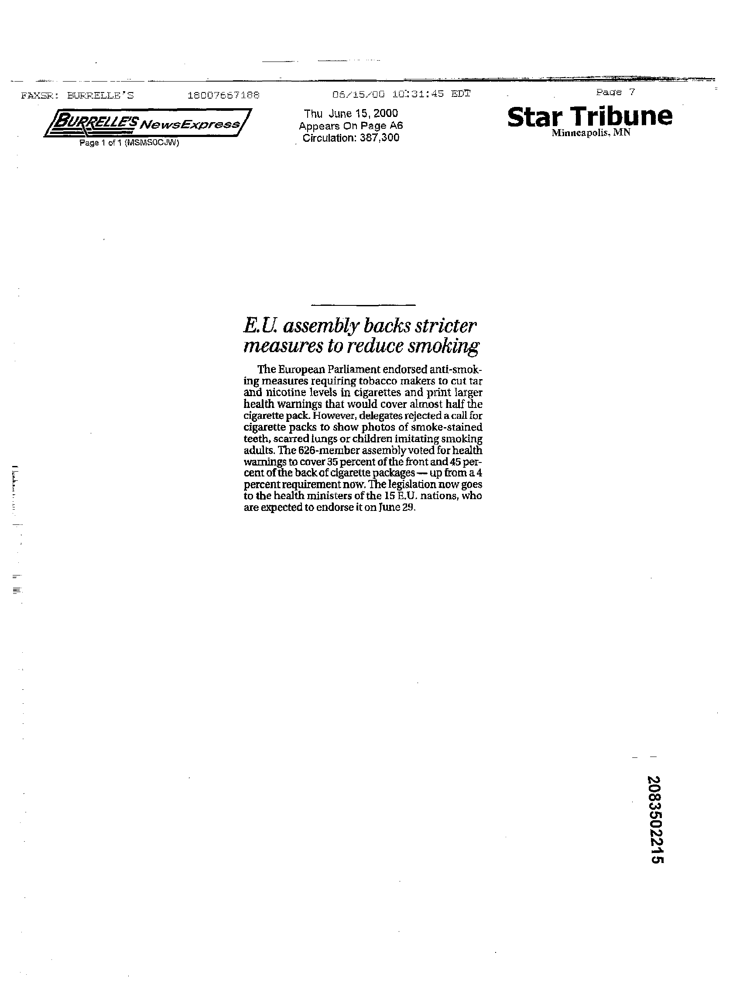 FAXSR: BURRELLE'S 18007667188 06/15/00 10:31:45 EDT Page 7
BURRELLE'S NewsExpress
Page 1 of 1 (MSMS0CJW)
Thu June 15, 2000
Appears On Page A6
Circulation: 387,300
Star Tribune
Minneapolis, MN
E.U. assembly backs stricter
measures to reduce smoking
The European Parliament endorsed anti-smok-
ing measures requiring tobacco makers to cut tar
and nicotine levels in cigarettes and print larger
health warnings that would cover almost half the
cigarette pack. However, delegates rejected a call for
cigarette packs to show photos of smoke-stained
teeth, scarred lungs or children imitating smoking
adults. The 626-member assembly voted for health
warnings to cover 35 percent of the front and 45 per-
cent of the back of cigarette packages — up from a 4
percent requirement now. The legislation now goes
to the health ministers of the 15 E.U. nations, who
are expected to endorse it on June 29.
2083502215